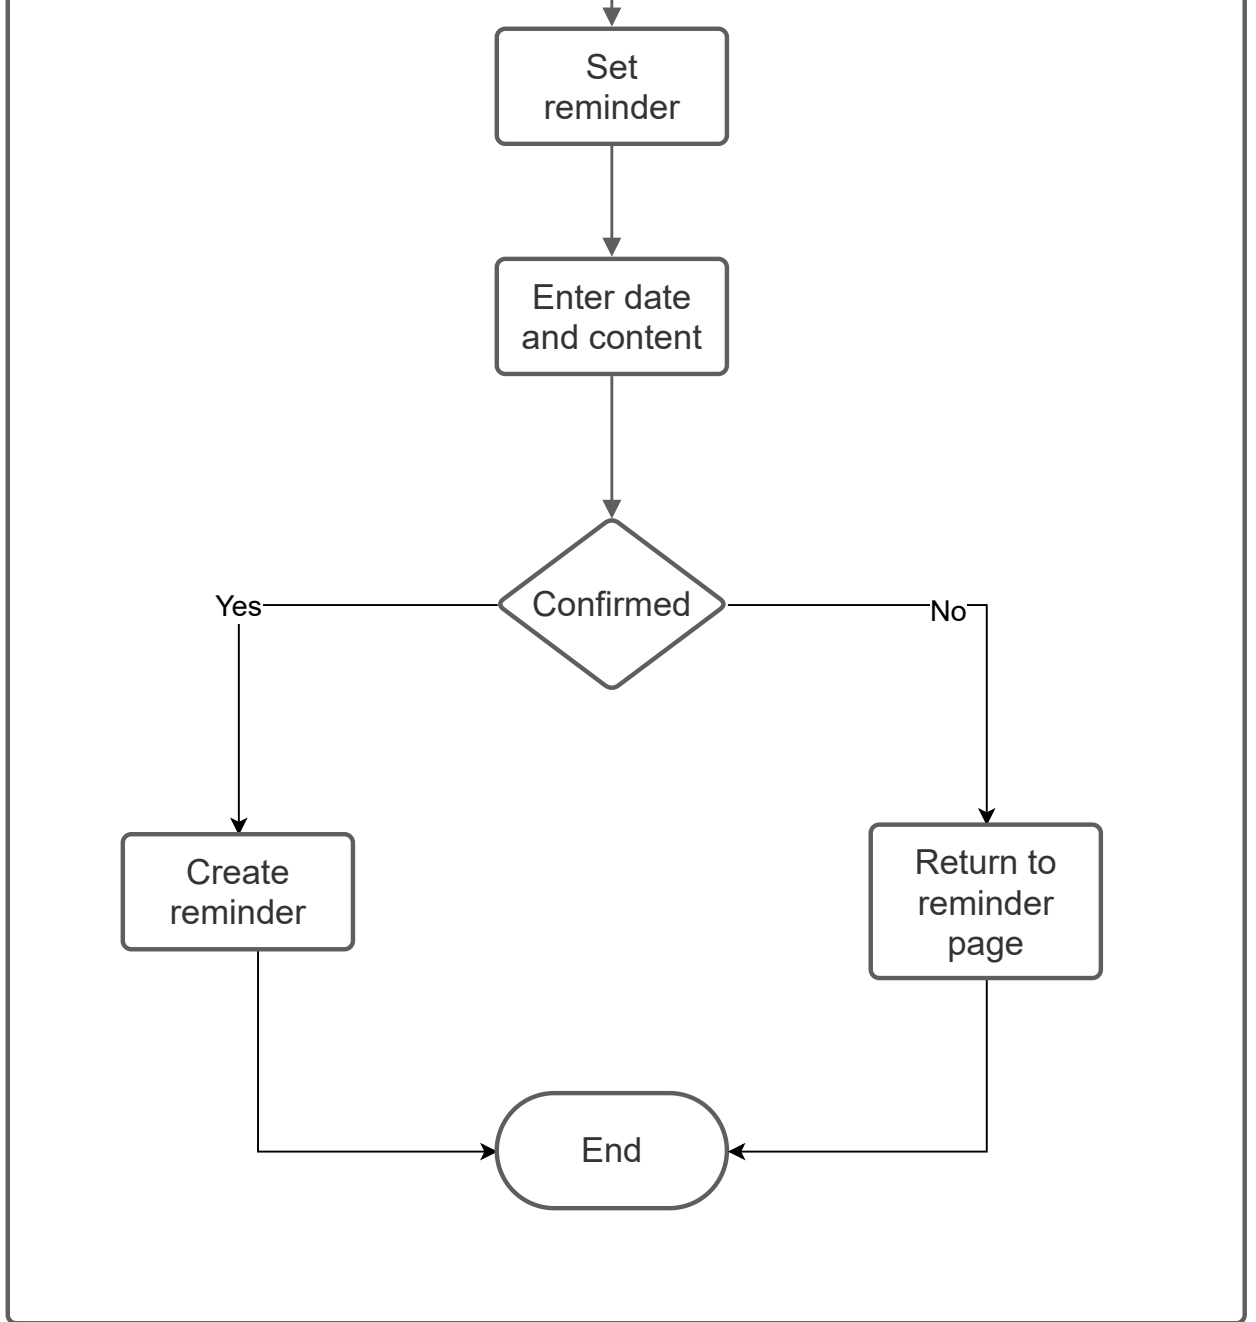 Set
reminder
Enter date
and content
Confirmed
Yes
No
Create
reminder
Return to
reminder
page
End